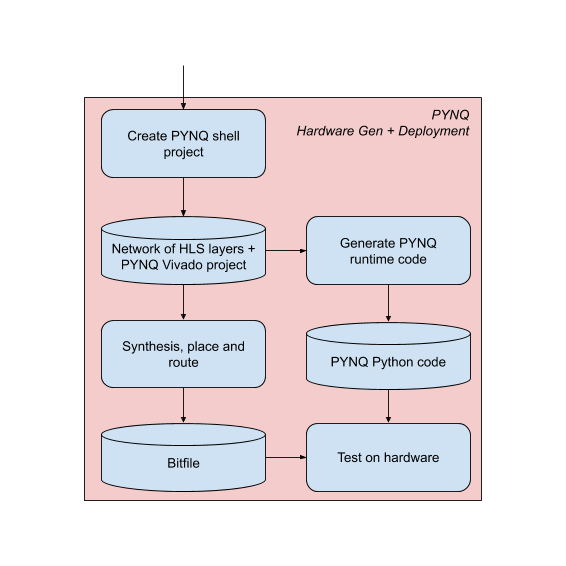 PYNQ
Hardware Gen + Deployment
Create PYNQ shell
project
Network of HLS layers +
PYNQ Vivado project
Generate PYNQ
runtime code
Synthesis, place and
route
PYNQ Python code
Bitfile
Test on hardware